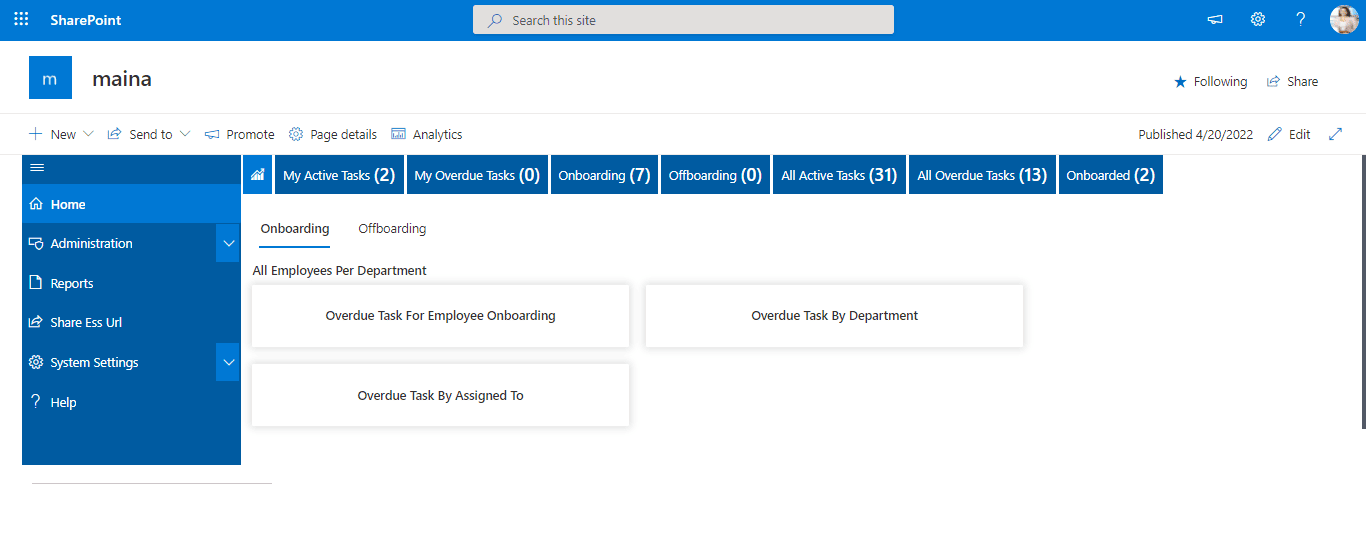 SharePoint
Search this site
?
m
maina
Following
Share
New
Send to
Promote
Page details
Analytics
Published 4/20/2022
Edit
My Active Tasks (2)
My Overdue Tasks (0)
Onboarding (7)
Offboarding (0)
All Active Tasks (31)
All Overdue Tasks (13)
Onboarded (2)
Home
Administration
Reports
Share Ess Url
System Settings
? Help
Onboarding
Offboarding
All Employees Per Department
Overdue Task For Employee Onboarding
Overdue Task By Department
Overdue Task By Assigned To